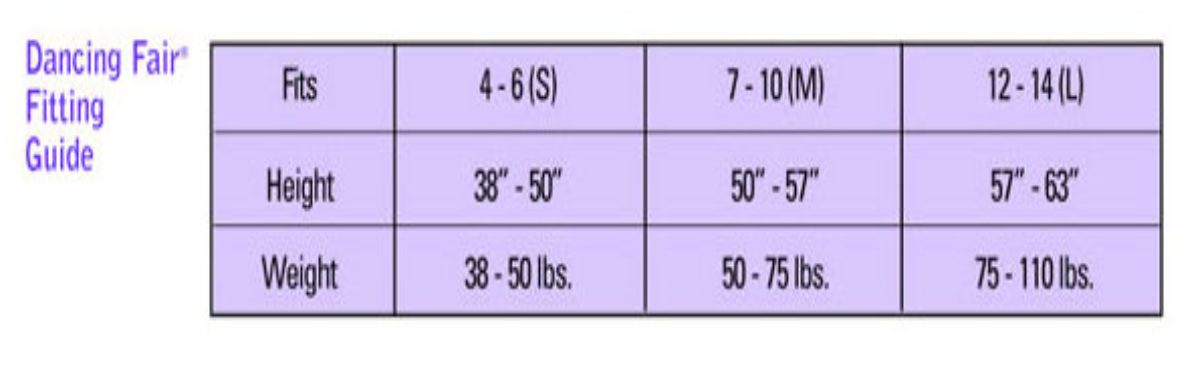 Dancing Fair®
Fitting
Guide
Fits 4 - 6 (S) 7 - 10 (M) 12 - 14 (L)
Height 38" - 50" 50" - 57" 57" - 63"
Weight 38 - 50 lbs. 50 - 75 lbs. 75 - 110 lbs.